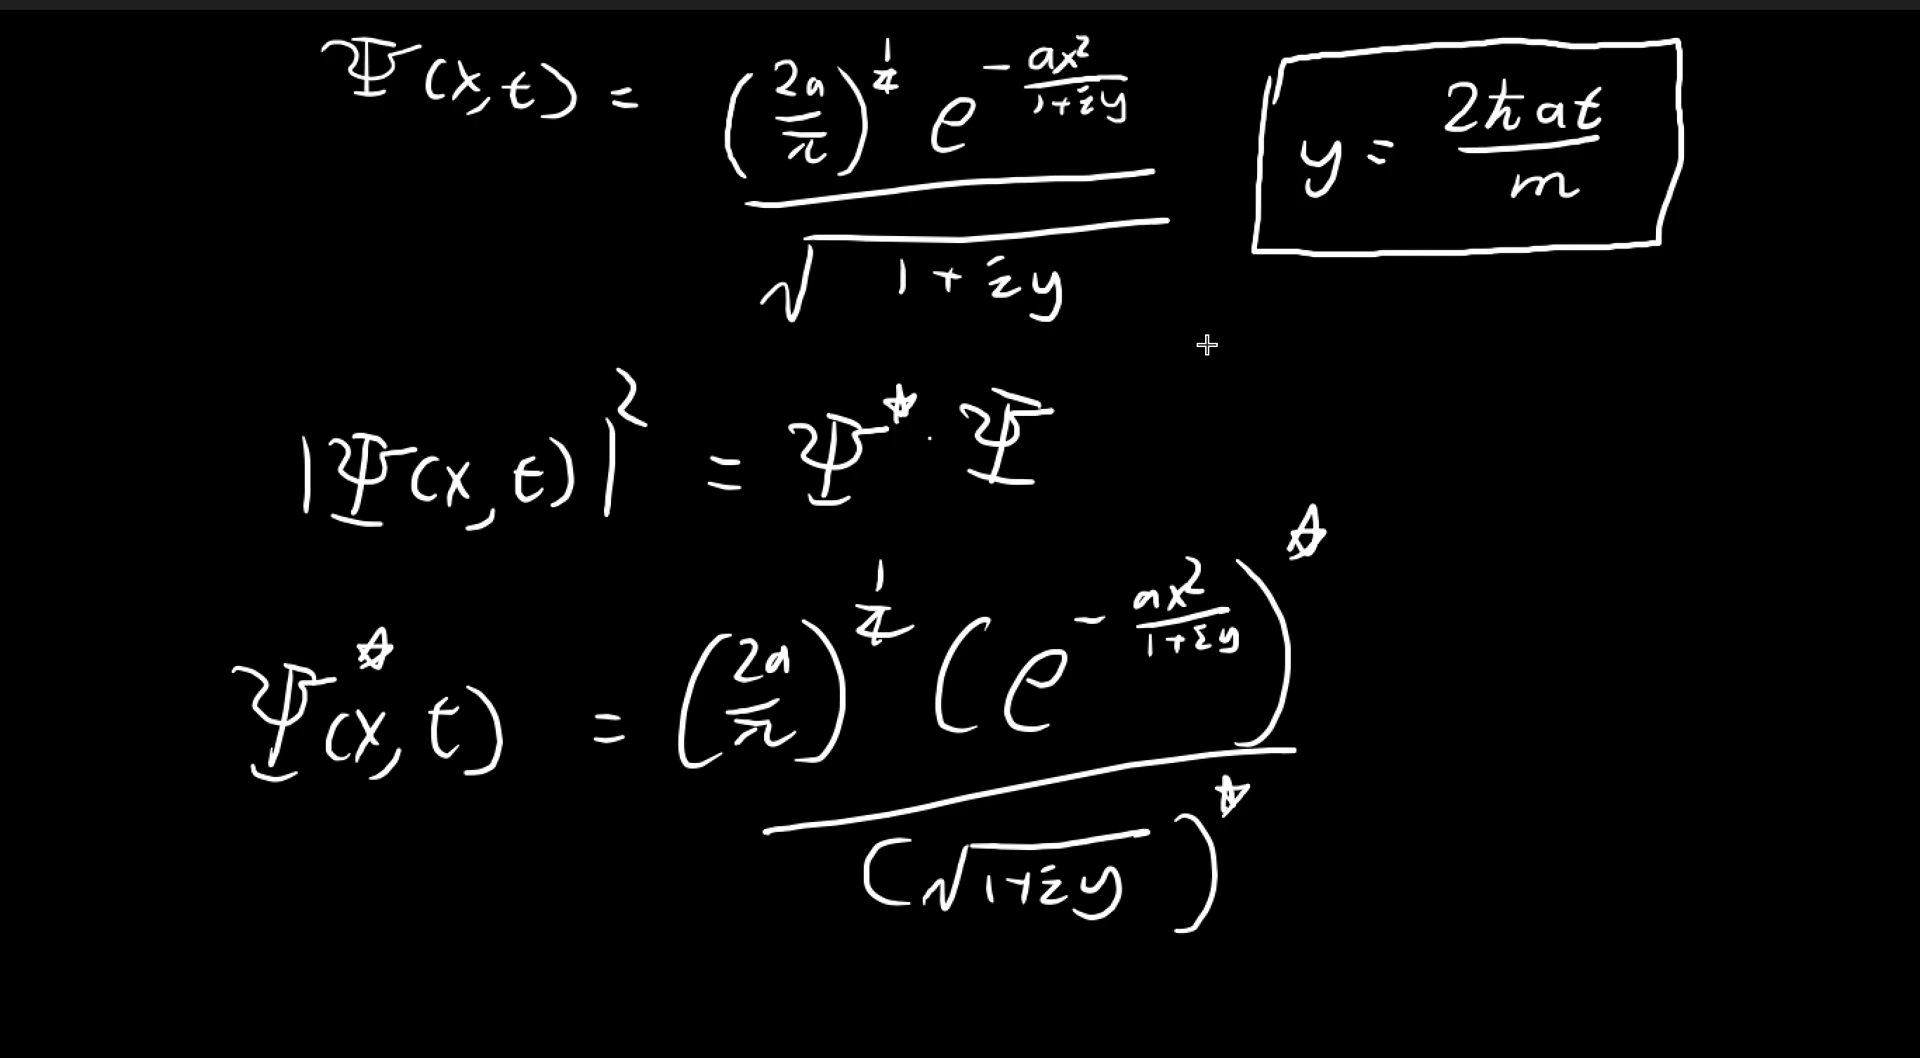 Ψ(x,t) = (2a/π)^{1/4} e^{-ax²/(1+iy)} / √(1+iy)
y = 2ħat/m
|Ψ(x,t)|² = Ψ* · Ψ
Ψ*(x,t) = (2a/π)^{1/4} (e^{-ax²/(1+iy)})* / (√(1+iy))*